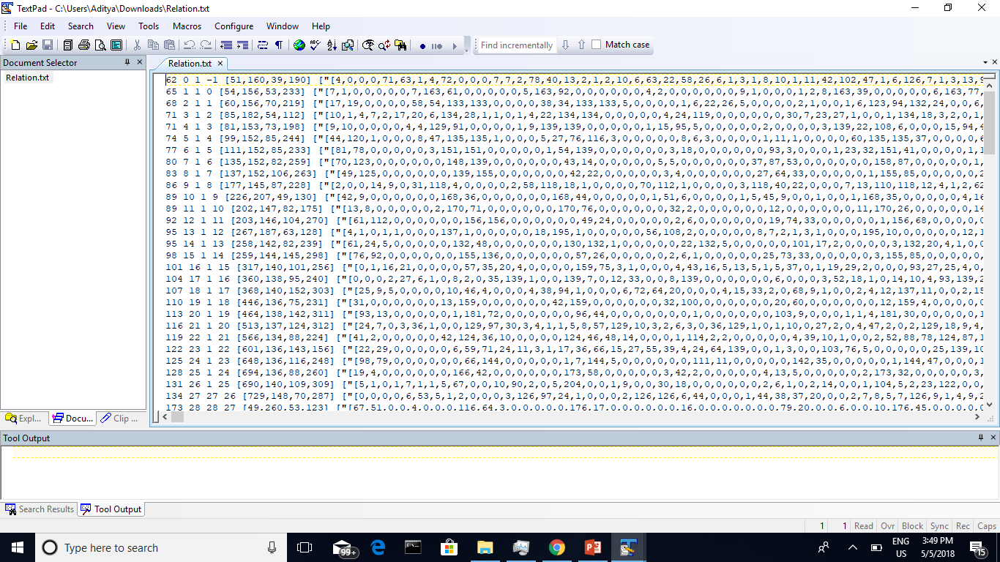 TextPad - C:\Users\Aditya\Downloads\Relation.txt
File Edit Search View Tools Macros Configure Window Help
Find incrementally Match case
Document Selector
Relation.txt
Relation.txt
62 0 1 -1 [51,160,39,190] ["[4,0,0,0,71,63,1,4,72,0,0,0,7,7,2,78,40,13,2,1,2,10,6,63,22,58,26,6,1,3,1,8,10,1,11,42,102,47,1,6,126,7,1,3,13,9
65 1 1 0 [54,156,53,233] ["[7,1,0,0,0,0,0,7,163,61,0,0,0,0,0,5,163,92,0,0,0,0,0,0,4,2,0,0,0,0,0,9,1,0,0,0,1,2,8,163,39,0,0,0,0,0,6,163,77,
68 2 1 1 [60,156,70,219] ["[17,19,0,0,0,0,58,54,133,133,0,0,0,0,38,34,133,133,5,0,0,0,1,6,22,26,5,0,0,0,0,2,1,0,0,1,6,123,94,132,24,0,0,6,
71 3 1 2 [85,182,54,112] ["[10,1,4,7,2,17,20,6,134,28,1,1,0,1,4,22,134,134,0,0,0,0,4,24,119,0,0,0,0,0,30,7,23,27,1,0,0,1,134,18,3,2,0,1,
71 4 1 3 [81,153,73,198] ["[9,10,0,0,0,0,4,4,129,91,0,0,0,0,1,9,139,139,0,0,0,0,1,15,95,5,0,0,0,0,0,2,0,0,0,3,139,22,108,6,0,0,0,15,94,4
74 5 1 4 [99,152,85,244] ["[44,120,1,0,0,0,8,47,135,135,1,0,0,0,5,27,76,116,3,0,0,0,0,8,6,3,0,0,0,1,11,1,0,0,0,0,60,135,135,37,0,0,0,0,6
77 6 1 5 [111,152,85,233] ["[81,78,0,0,0,0,0,3,151,151,0,0,0,0,0,1,54,139,0,0,0,0,0,3,18,0,0,0,0,0,93,3,0,0,0,1,23,32,151,41,0,0,0,0,1,1
80 7 1 6 [135,152,82,259] ["[70,123,0,0,0,0,0,0,148,139,0,0,0,0,0,0,43,14,0,0,0,0,0,5,5,0,0,0,0,0,37,87,53,0,0,0,0,0,158,87,0,0,0,0,0,1,
83 8 1 7 [137,152,106,263] ["[49,125,0,0,0,0,0,0,139,155,0,0,0,0,0,0,42,22,0,0,0,0,0,3,4,0,0,0,0,0,27,64,33,0,0,0,0,1,155,85,0,0,0,0,0,2
86 9 1 8 [177,145,87,228] ["[2,0,0,14,9,0,31,118,4,0,0,0,0,2,58,118,18,1,0,0,0,0,70,112,1,0,0,0,0,3,118,40,22,0,0,0,7,13,110,118,12,4,1,2,62
89 10 1 9 [226,207,49,130] ["[42,9,0,0,0,0,0,0,168,36,0,0,0,0,0,0,168,44,0,0,0,0,0,1,51,6,0,0,0,0,1,5,45,9,0,0,1,0,0,1,168,35,0,0,0,0,4,16
89 11 1 10 [202,147,82,175] ["[13,8,0,0,0,0,0,2,170,71,0,0,0,0,0,0,170,76,0,0,0,0,0,0,32,2,0,0,0,0,0,12,0,0,0,0,0,0,11,170,26,0,0,0,0,0,14
92 12 1 11 [203,146,104,270] ["[61,112,0,0,0,0,0,0,156,156,0,0,0,0,0,0,49,24,0,0,0,0,0,0,2,6,0,0,0,0,0,19,74,33,0,0,0,0,0,1,156,68,0,0,0,0,
95 13 1 12 [267,187,63,128] ["[4,1,0,1,1,0,0,0,137,1,0,0,0,0,0,18,195,1,0,0,0,0,0,56,108,2,0,0,0,0,0,8,7,2,1,3,1,0,0,195,10,0,0,0,0,0,12,1
95 14 1 13 [258,142,82,239] ["[61,24,5,0,0,0,0,0,132,48,0,0,0,0,0,0,130,132,1,0,0,0,0,0,22,132,5,0,0,0,0,101,17,2,0,0,0,0,3,132,20,4,1,0,0
98 15 1 14 [259,144,145,298] ["[76,92,0,0,0,0,0,0,155,136,0,0,0,0,0,0,57,26,0,0,0,0,0,2,6,1,0,0,0,0,25,73,33,0,0,0,0,0,3,155,85,0,0,0,0,0,
101 16 1 15 [317,140,101,256] ["[0,1,16,21,0,0,0,0,57,35,20,4,0,0,0,0,159,75,3,1,0,0,0,4,43,16,5,13,5,1,5,37,0,1,19,29,2,0,0,0,93,27,25,4,0
104 17 1 16 [360,138,95,240] ["[0,0,0,2,27,6,1,0,8,2,0,35,139,1,0,0,139,7,0,12,33,0,0,8,139,0,0,0,0,0,6,0,0,0,3,52,18,1,0,14,10,4,93,139,2
107 18 1 17 [368,140,152,303] ["[25,9,5,0,0,0,0,10,46,4,0,0,0,4,38,94,1,0,0,0,6,72,64,20,0,0,0,4,15,33,2,0,68,9,1,0,0,2,4,12,137,11,0,0,2,15
110 19 1 18 [446,136,75,231] ["[31,0,0,0,0,0,0,13,159,0,0,0,0,0,0,42,159,0,0,0,0,0,0,32,100,0,0,0,0,0,0,20,60,0,0,0,0,0,0,12,159,4,0,0,0,0
113 20 1 19 [464,138,142,311] ["[93,13,0,0,0,0,0,1,181,72,0,0,0,0,0,0,96,44,0,0,0,0,0,0,1,0,0,0,0,0,0,103,9,0,0,0,1,1,4,181,30,0,0,0,0,0,1
116 21 1 20 [513,137,124,312] ["[24,7,0,3,36,1,0,0,129,97,30,3,4,1,1,5,8,57,129,10,3,2,6,3,0,36,129,1,0,1,10,0,27,2,0,4,47,2,0,2,129,18,9,4,
119 22 1 21 [566,134,88,224] ["[41,2,0,0,0,0,0,42,124,36,10,0,0,0,0,0,124,46,48,14,0,0,0,1,114,2,2,0,0,0,0,4,39,10,1,0,0,2,52,88,78,124,87,1
122 23 1 22 [601,136,143,156] ["[22,29,0,0,0,0,0,6,59,71,24,11,3,1,17,36,66,15,27,55,39,4,24,64,139,0,0,1,3,0,0,103,76,5,0,0,0,0,0,25,139,10
125 24 1 23 [648,136,116,248] ["[98,79,0,0,0,0,0,0,66,144,0,0,0,0,0,1,7,144,5,0,0,0,0,0,111,11,0,0,0,0,0,142,35,0,0,0,0,0,1,144,47,0,0,0,1
128 25 1 24 [694,136,88,260] ["[19,4,0,0,0,0,0,0,166,42,0,0,0,0,0,0,173,58,0,0,0,0,0,3,42,2,0,0,0,0,0,4,13,5,0,0,0,0,0,2,173,32,0,0,0,0,0,3,
131 26 1 25 [690,140,109,309] ["[5,1,0,1,7,1,1,5,67,0,0,10,90,2,0,5,204,0,0,1,9,0,0,30,18,0,0,0,0,0,2,6,1,0,2,14,0,0,1,104,5,2,23,122,0,0,0
134 27 27 26 [729,148,70,287] ["[0,0,0,0,6,53,5,1,2,0,0,0,3,126,97,24,1,0,0,0,2,126,126,6,44,0,0,0,1,44,38,37,20,0,0,2,7,8,5,7,126,9,1,4,9,2
173 28 28 27 [49,260,53,123] ["[67,51,0,0,4,0,0,0,116,64,3,0,0,0,0,0,176,17,0,0,0,0,0,0,16,0,0,0,0,0,0,79,20,0,0,6,0,0,10,176,45,0,0,0,0,0
Expl... Docu... Clip ...
Tool Output
Search Results Tool Output
1 1 Read Ovr Block Sync Rec Caps
Type here to search
99+
ENG
US
3:49 PM
5/5/2018
15